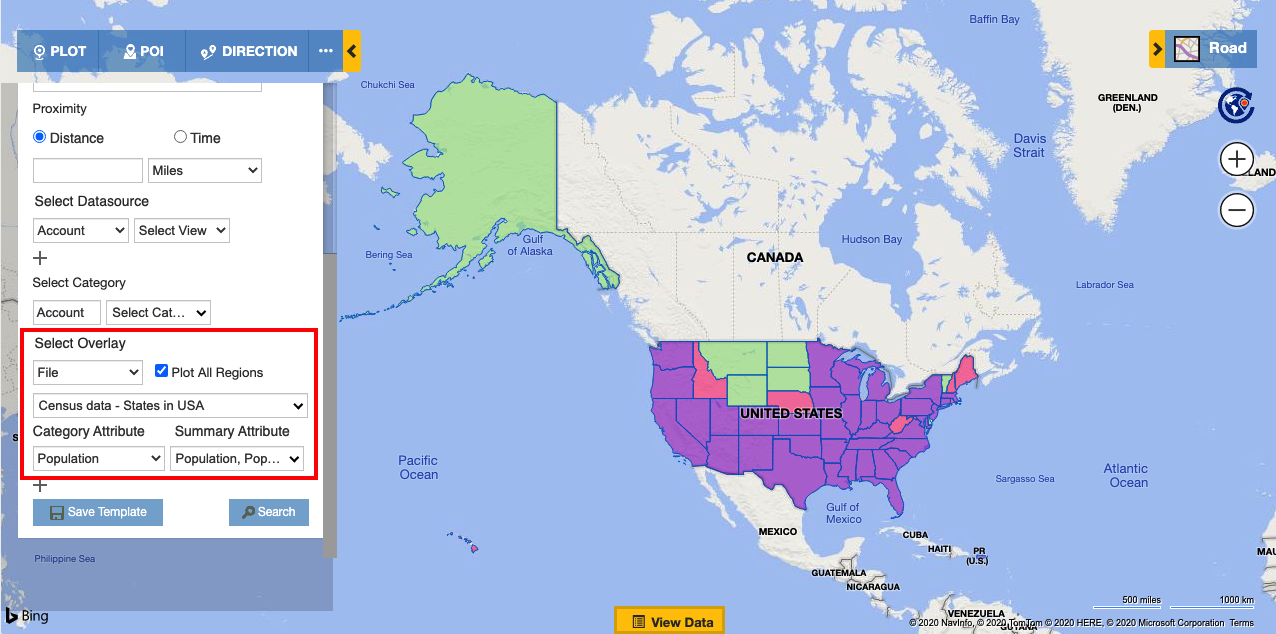 PLOT
POI
DIRECTION
...
Road
Proximity
Distance
Time
Miles
Select Datasource
Account
Select View
Select Category
Account
Select Cat...
Select Overlay
File
Plot All Regions
Census data - States in USA
Category Attribute
Summary Attribute
Population
Population, Pop...
Save Template
Search
Baffin Bay
Chukchi Sea
GREENLAND
(DEN.)
Davis
Strait
LAND
Hudson Bay
Gulf
of Alaska
Bering Sea
CANADA
Labrador Sea
UNITED STATES
Pacific
Ocean
Atlantic
Ocean
Sargasso Sea
Gulf of
Mexico
MEXICO
CUBA
HAITI
PR
(U.S.)
MAU
Philippine Sea
GUATEMALA
NICARAGUA
500 miles
1000 km
VENEZUELA
GUYANA
Bing
View Data
© 2020 NavInfo, © 2020 TomTom © 2020 HERE, © 2020 Microsoft Corporation Terms